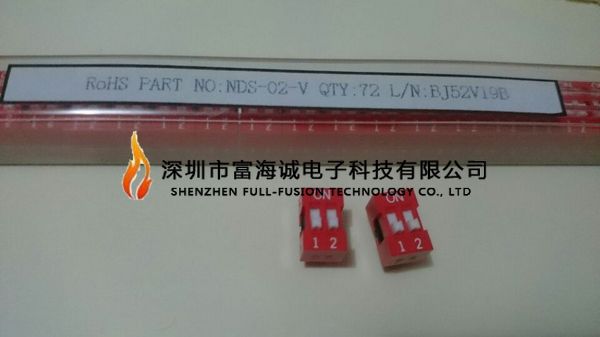 RoHS PART NO:NDS-02-V QTY:72 L/N:BJ52V19B
深圳市富海诚电子科技有限公司
SHENZHEN FULL-FUSION TECHNOLOGY CO., LTD
ON
1 2
ON
1 2